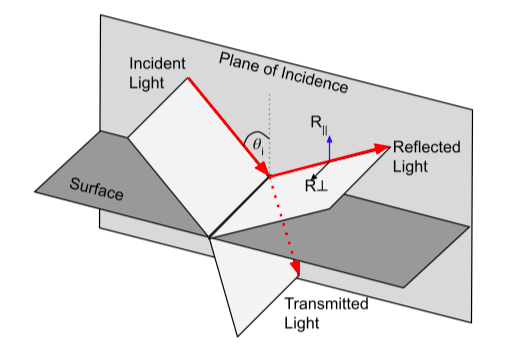 Incident
Light
Plane of Incidence
θi
R||
Reflected
Light
R⊥
Surface
Transmitted
Light